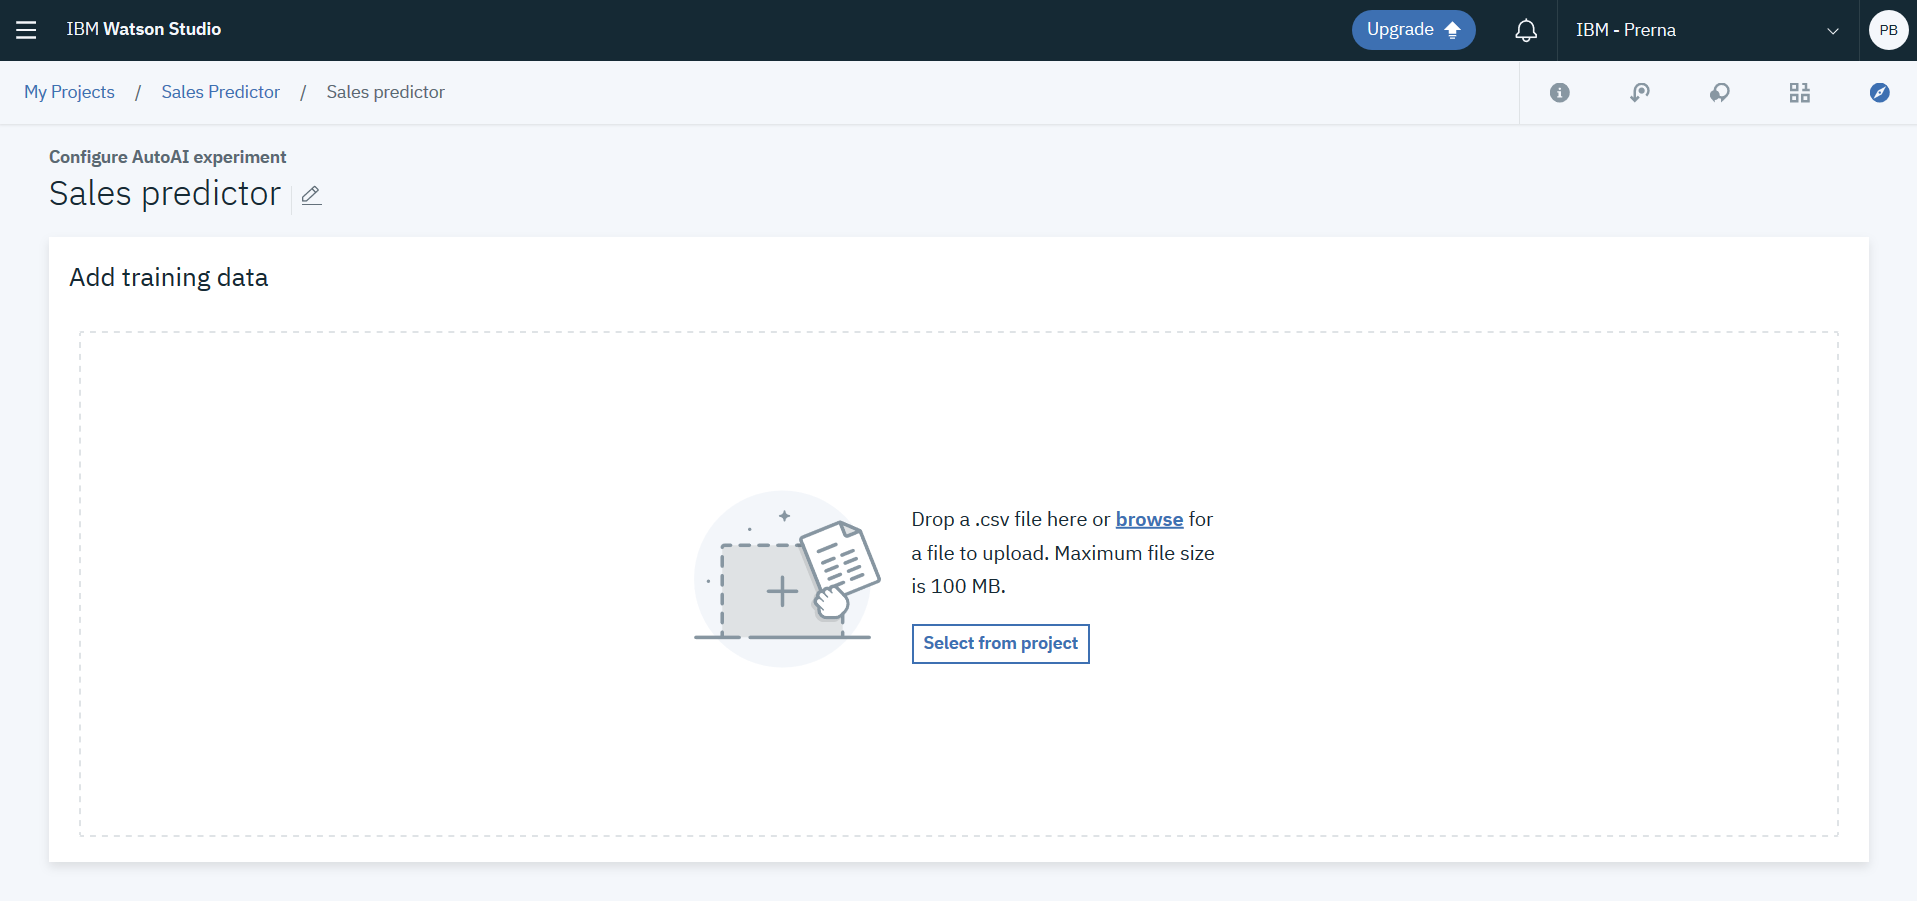 IBM Watson Studio
Upgrade
IBM - Prerna
PB
My Projects / Sales Predictor / Sales predictor
Configure AutoAI experiment
Sales predictor
Add training data
Drop a .csv file here or browse for
a file to upload. Maximum file size
is 100 MB.
Select from project